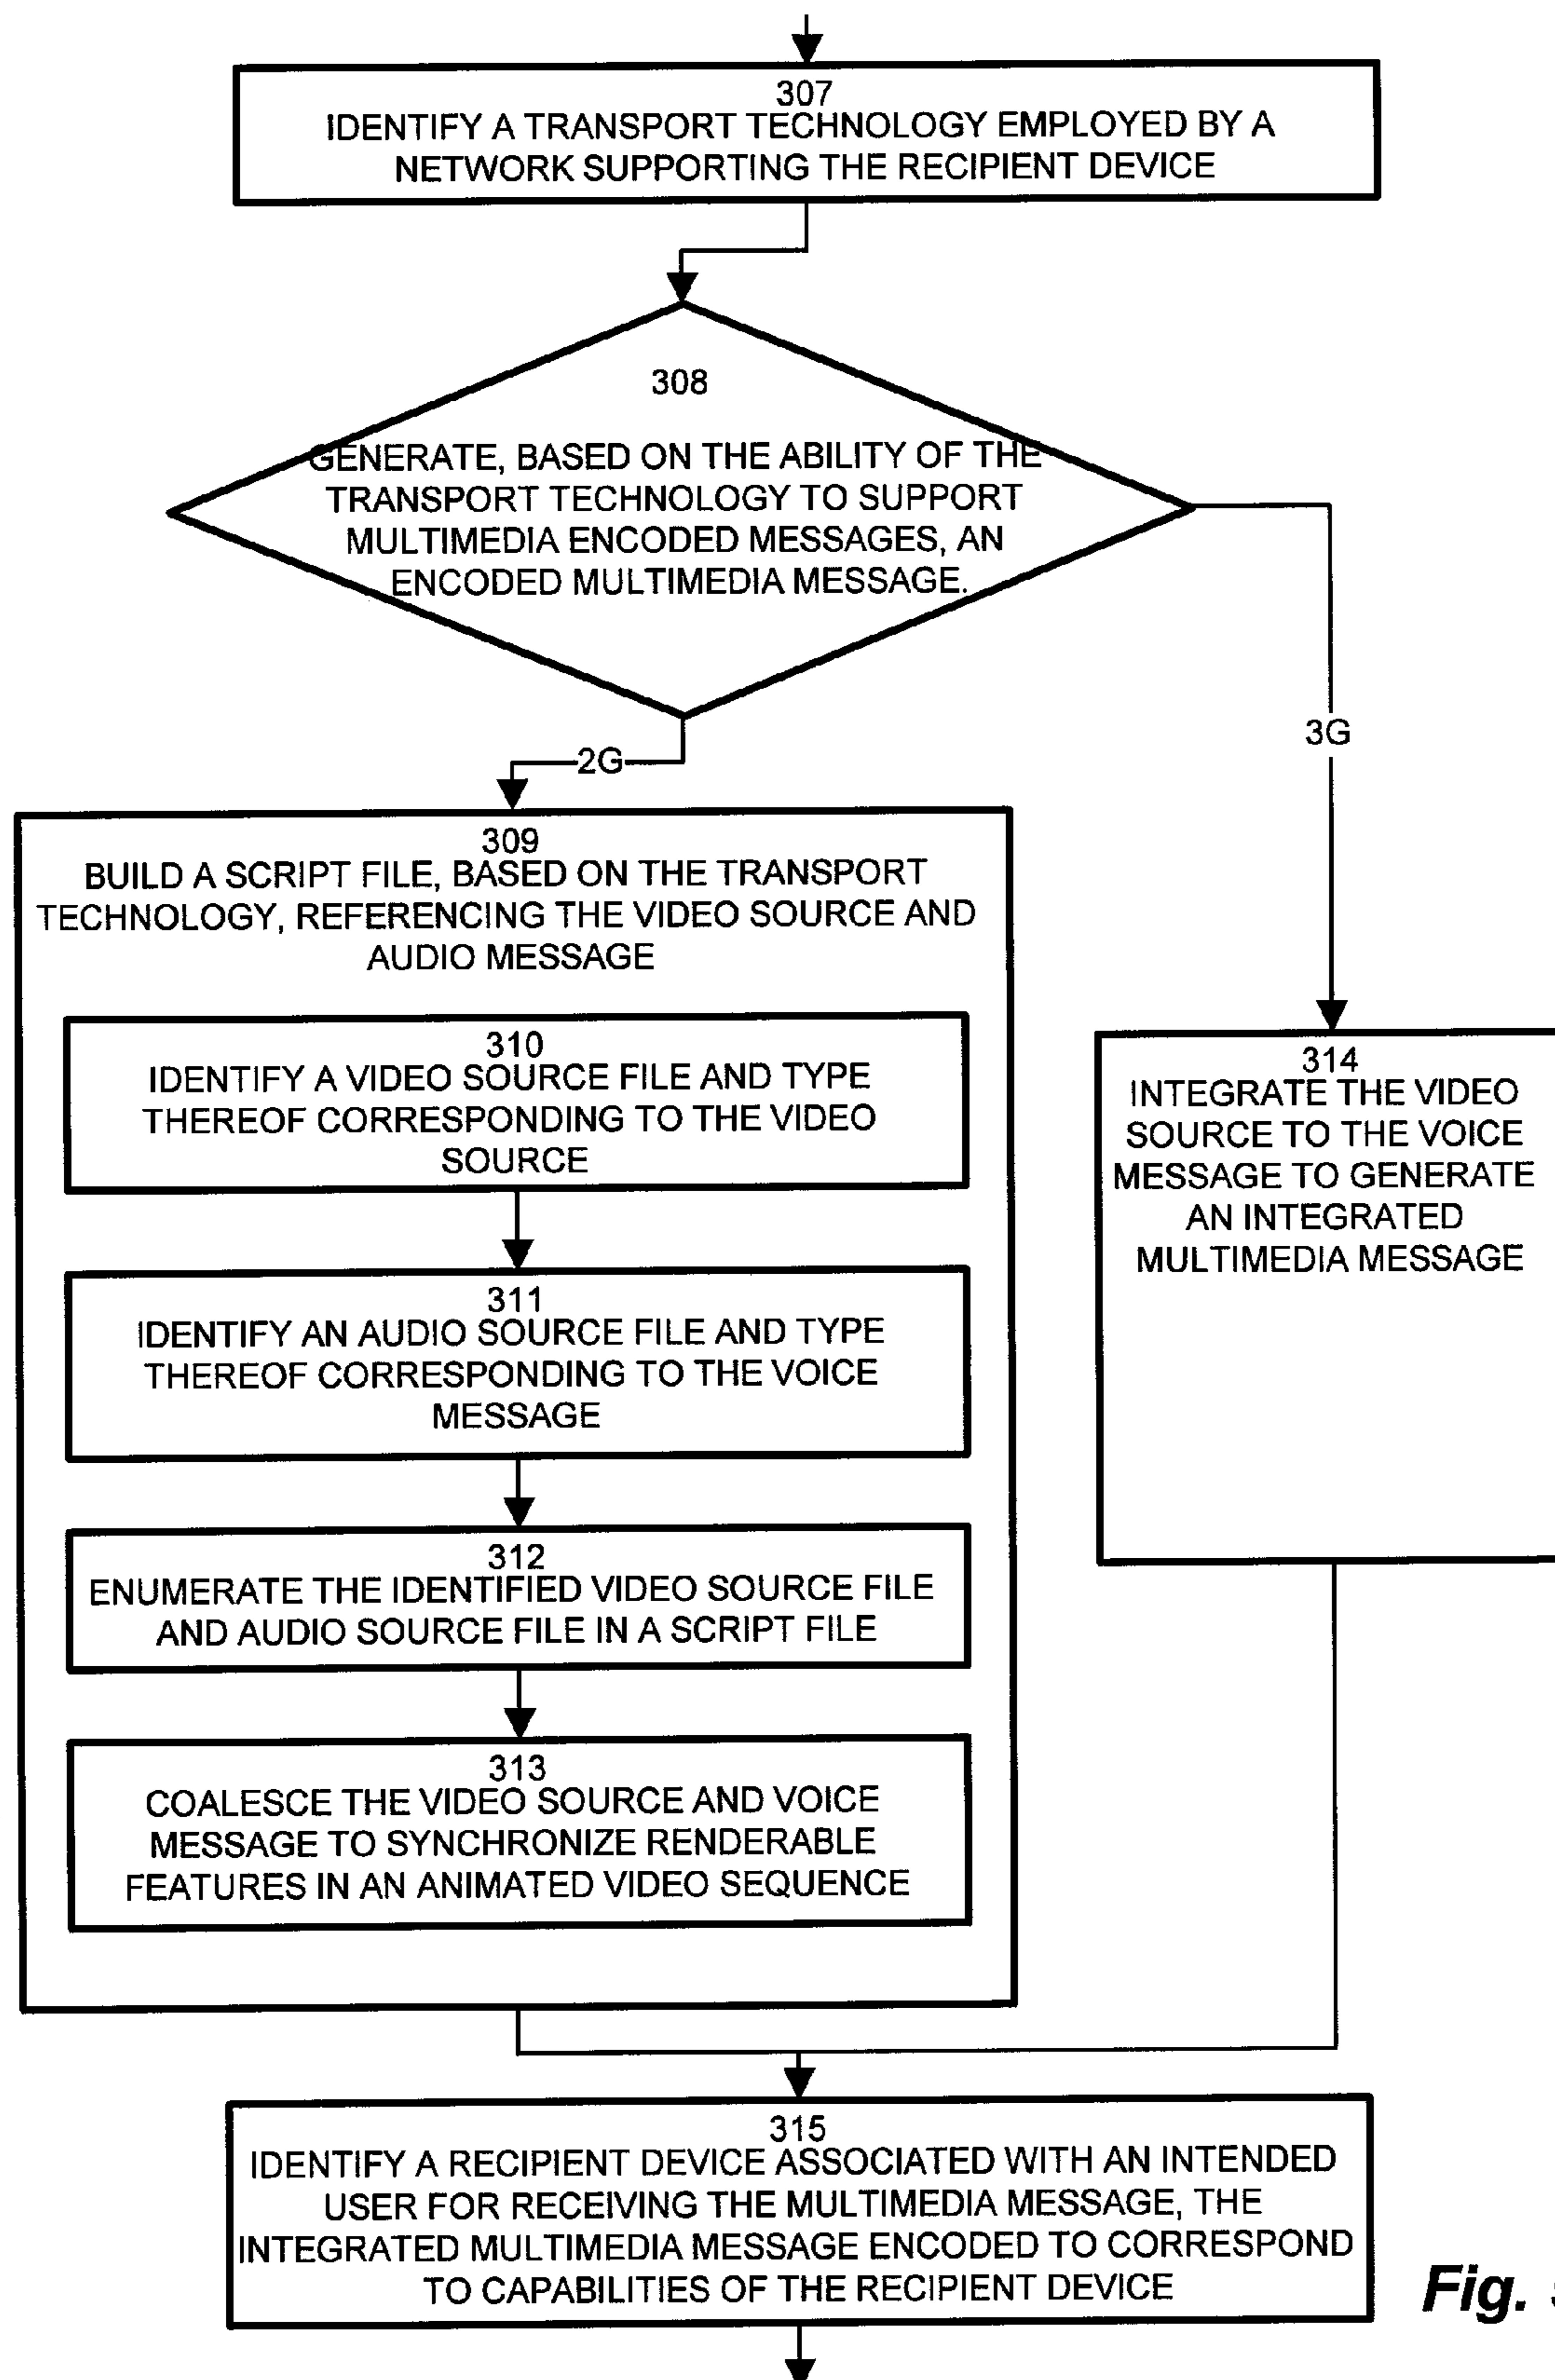 307
IDENTIFY A TRANSPORT TECHNOLOGY EMPLOYED BY A
NETWORK SUPPORTING THE RECIPIENT DEVICE
308
GENERATE, BASED ON THE ABILITY OF THE
TRANSPORT TECHNOLOGY TO SUPPORT
MULTIMEDIA ENCODED MESSAGES, AN
ENCODED MULTIMEDIA MESSAGE.
2G
3G
309
BUILD A SCRIPT FILE, BASED ON THE TRANSPORT
TECHNOLOGY, REFERENCING THE VIDEO SOURCE AND
AUDIO MESSAGE
310
IDENTIFY A VIDEO SOURCE FILE AND TYPE
THEREOF CORRESPONDING TO THE VIDEO
SOURCE
311
IDENTIFY AN AUDIO SOURCE FILE AND TYPE
THEREOF CORRESPONDING TO THE VOICE
MESSAGE
312
ENUMERATE THE IDENTIFIED VIDEO SOURCE FILE
AND AUDIO SOURCE FILE IN A SCRIPT FILE
313
COALESCE THE VIDEO SOURCE AND VOICE
MESSAGE TO SYNCHRONIZE RENDERABLE
FEATURES IN AN ANIMATED VIDEO SEQUENCE
314
INTEGRATE THE VIDEO
SOURCE TO THE VOICE
MESSAGE TO GENERATE
AN INTEGRATED
MULTIMEDIA MESSAGE
315
IDENTIFY A RECIPIENT DEVICE ASSOCIATED WITH AN INTENDED
USER FOR RECEIVING THE MULTIMEDIA MESSAGE, THE
INTEGRATED MULTIMEDIA MESSAGE ENCODED TO CORRESPOND
TO CAPABILITIES OF THE RECIPIENT DEVICE
Fig.